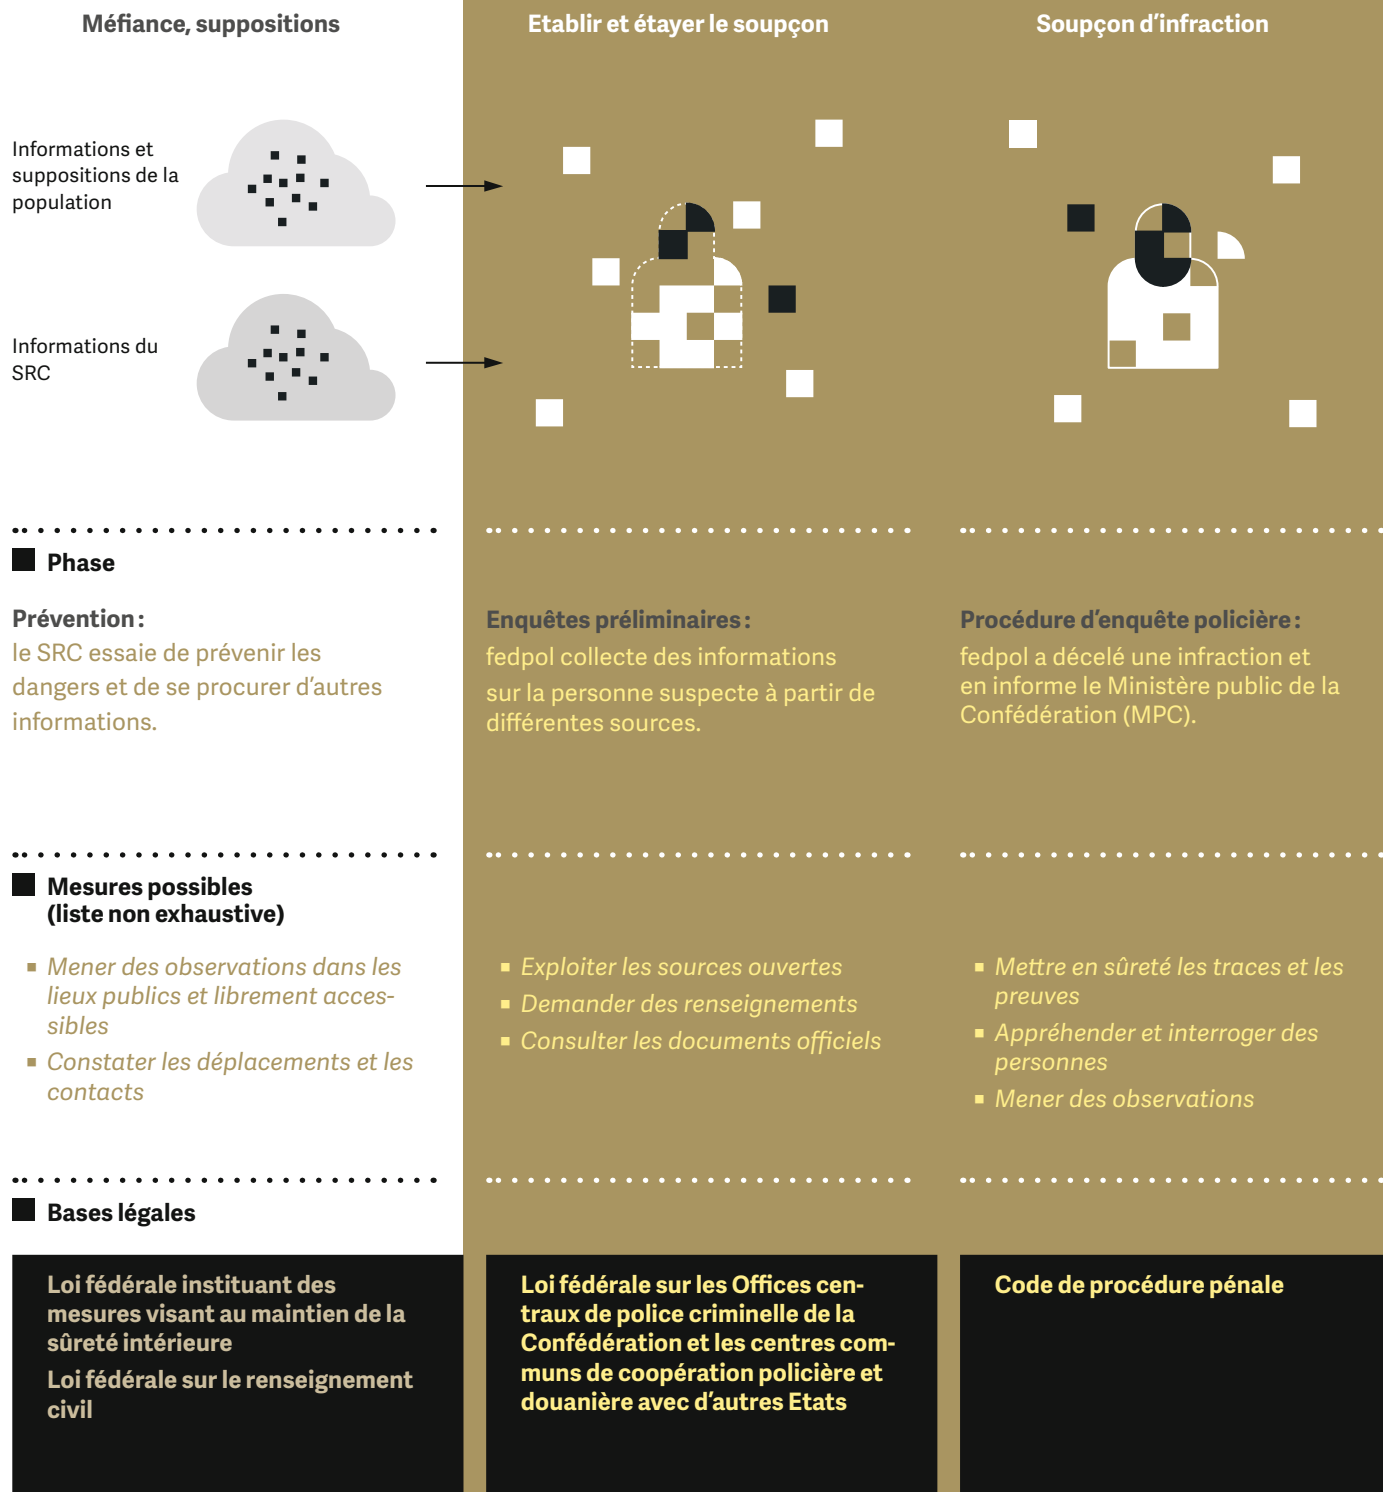 Méfiance, suppositions
Etablir et étayer le soupçon
Soupçon d'infraction
Informations et
suppositions de la
population
Informations du
SRC
Phase
Prévention :
le SRC essaie de prévenir les
dangers et de se procurer d'autres
informations.
Enquêtes préliminaires :
fedpol collecte des informations
sur la personne suspecte à partir de
différentes sources.
Procédure d'enquête policière :
fedpol a décelé une infraction et
en informe le Ministère public de la
Confédération (MPC).
Mesures possibles
(liste non exhaustive)
Mener des observations dans les
lieux publics et librement acces-
sibles
Constater les déplacements et les
contacts
Exploiter les sources ouvertes
Demander des renseignements
Consulter les documents officiels
Mettre en sûreté les traces et les
preuves
Appréhender et interroger des
personnes
Mener des observations
Bases légales
Loi fédérale instituant des
mesures visant au maintien de la
sûreté intérieure
Loi fédérale sur le renseignement
civil
Loi fédérale sur les Offices cen-
traux de police criminelle de la
Confédération et les centres com-
muns de coopération policière et
douanière avec d'autres Etats
Code de procédure pénale